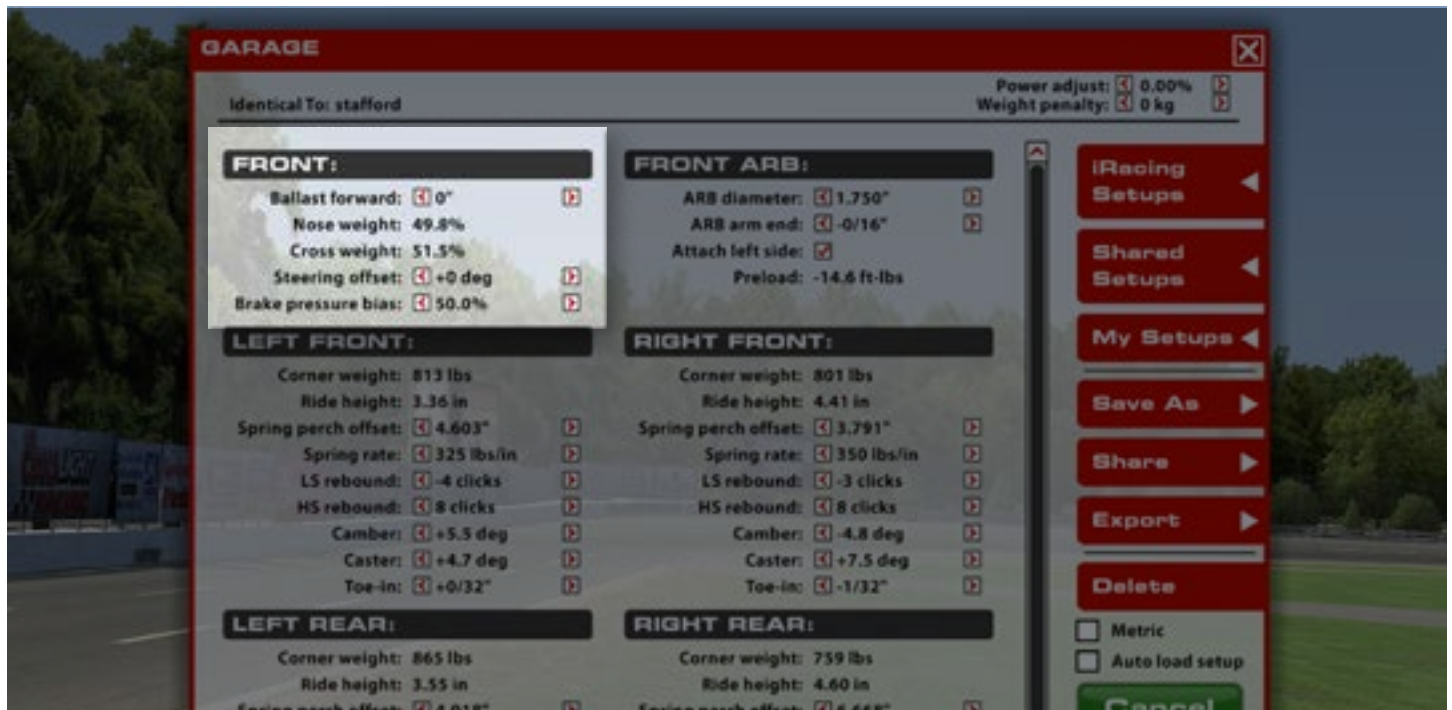 GARAGE
Identical To: stafford
Power adjust: 0.00%
Weight penalty: 0 kg
FRONT:
Ballast forward: 0"
Nose weight: 49.8%
Cross weight: 51.5%
Steering offset: +0 deg
Brake pressure bias: 50.0%
FRONT ARB:
ARB diameter: 1.750"
ARB arm end: -0/16"
Attach left side:
Preload: -14.6 ft-lbs
LEFT FRONT:
Corner weight: 813 lbs
Ride height: 3.36 in
Spring perch offset: 4.603"
Spring rate: 325 lbs/in
LS rebound: -4 clicks
HS rebound: 8 clicks
Camber: +5.5 deg
Caster: +4.7 deg
Toe-in: +0/32"
RIGHT FRONT:
Corner weight: 801 lbs
Ride height: 4.41 in
Spring perch offset: 3.791"
Spring rate: 350 lbs/in
LS rebound: -3 clicks
HS rebound: 8 clicks
Camber: -4.8 deg
Caster: +7.5 deg
Toe-in: -1/32"
LEFT REAR:
Corner weight: 865 lbs
Ride height: 3.55 in
Spring perch offset:
RIGHT REAR:
Corner weight: 759 lbs
Ride height: 4.60 in
Spring perch offset:
iRacing
Setups
Shared
Setups
My Setups
Save As
Share
Export
Delete
Metric
Auto load setup
Cancel